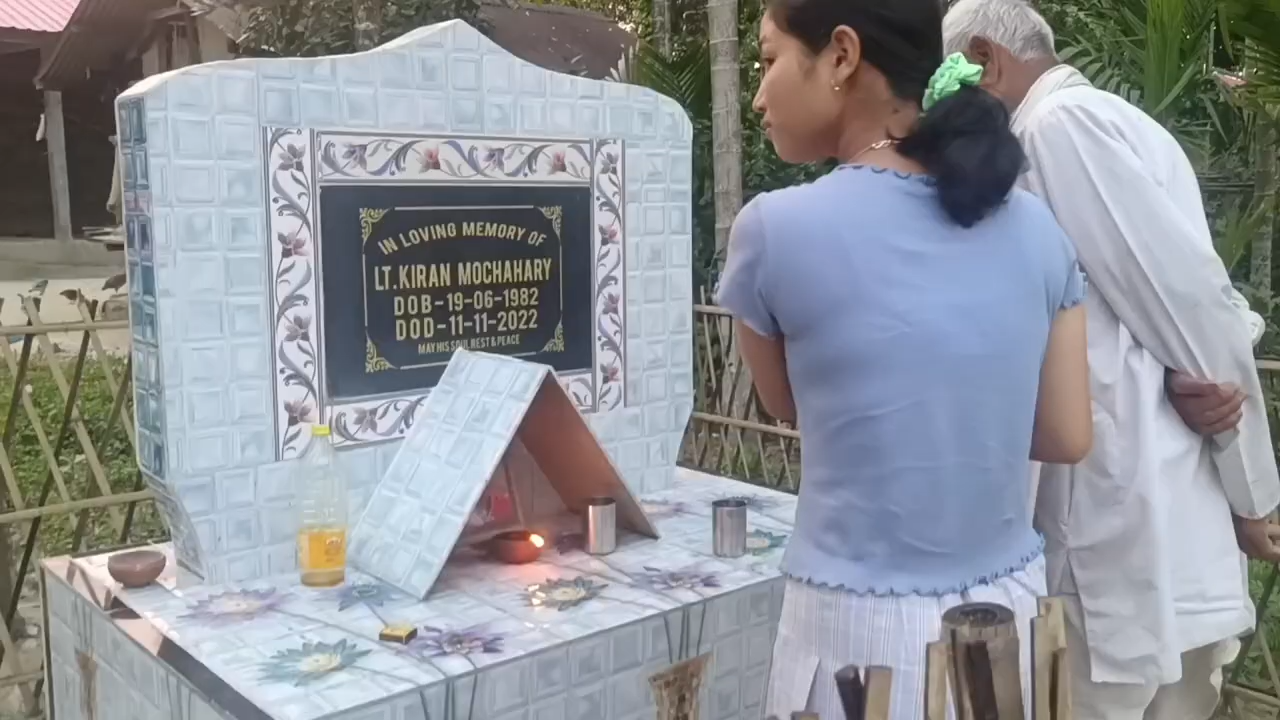 IN LOVING MEMORY OF
LT. KIRAN MOCHAHARY
DOB-19-06-1982
DOD-11-11-2022
MAY HIS SOUL REST & PEACE